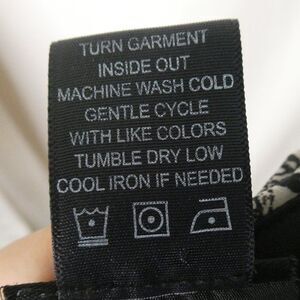 TURN GARMENT
INSIDE OUT
MACHINE WASH COLD
GENTLE CYCLE
WITH LIKE COLORS
TUMBLE DRY LOW
COOL IRON IF NEEDED